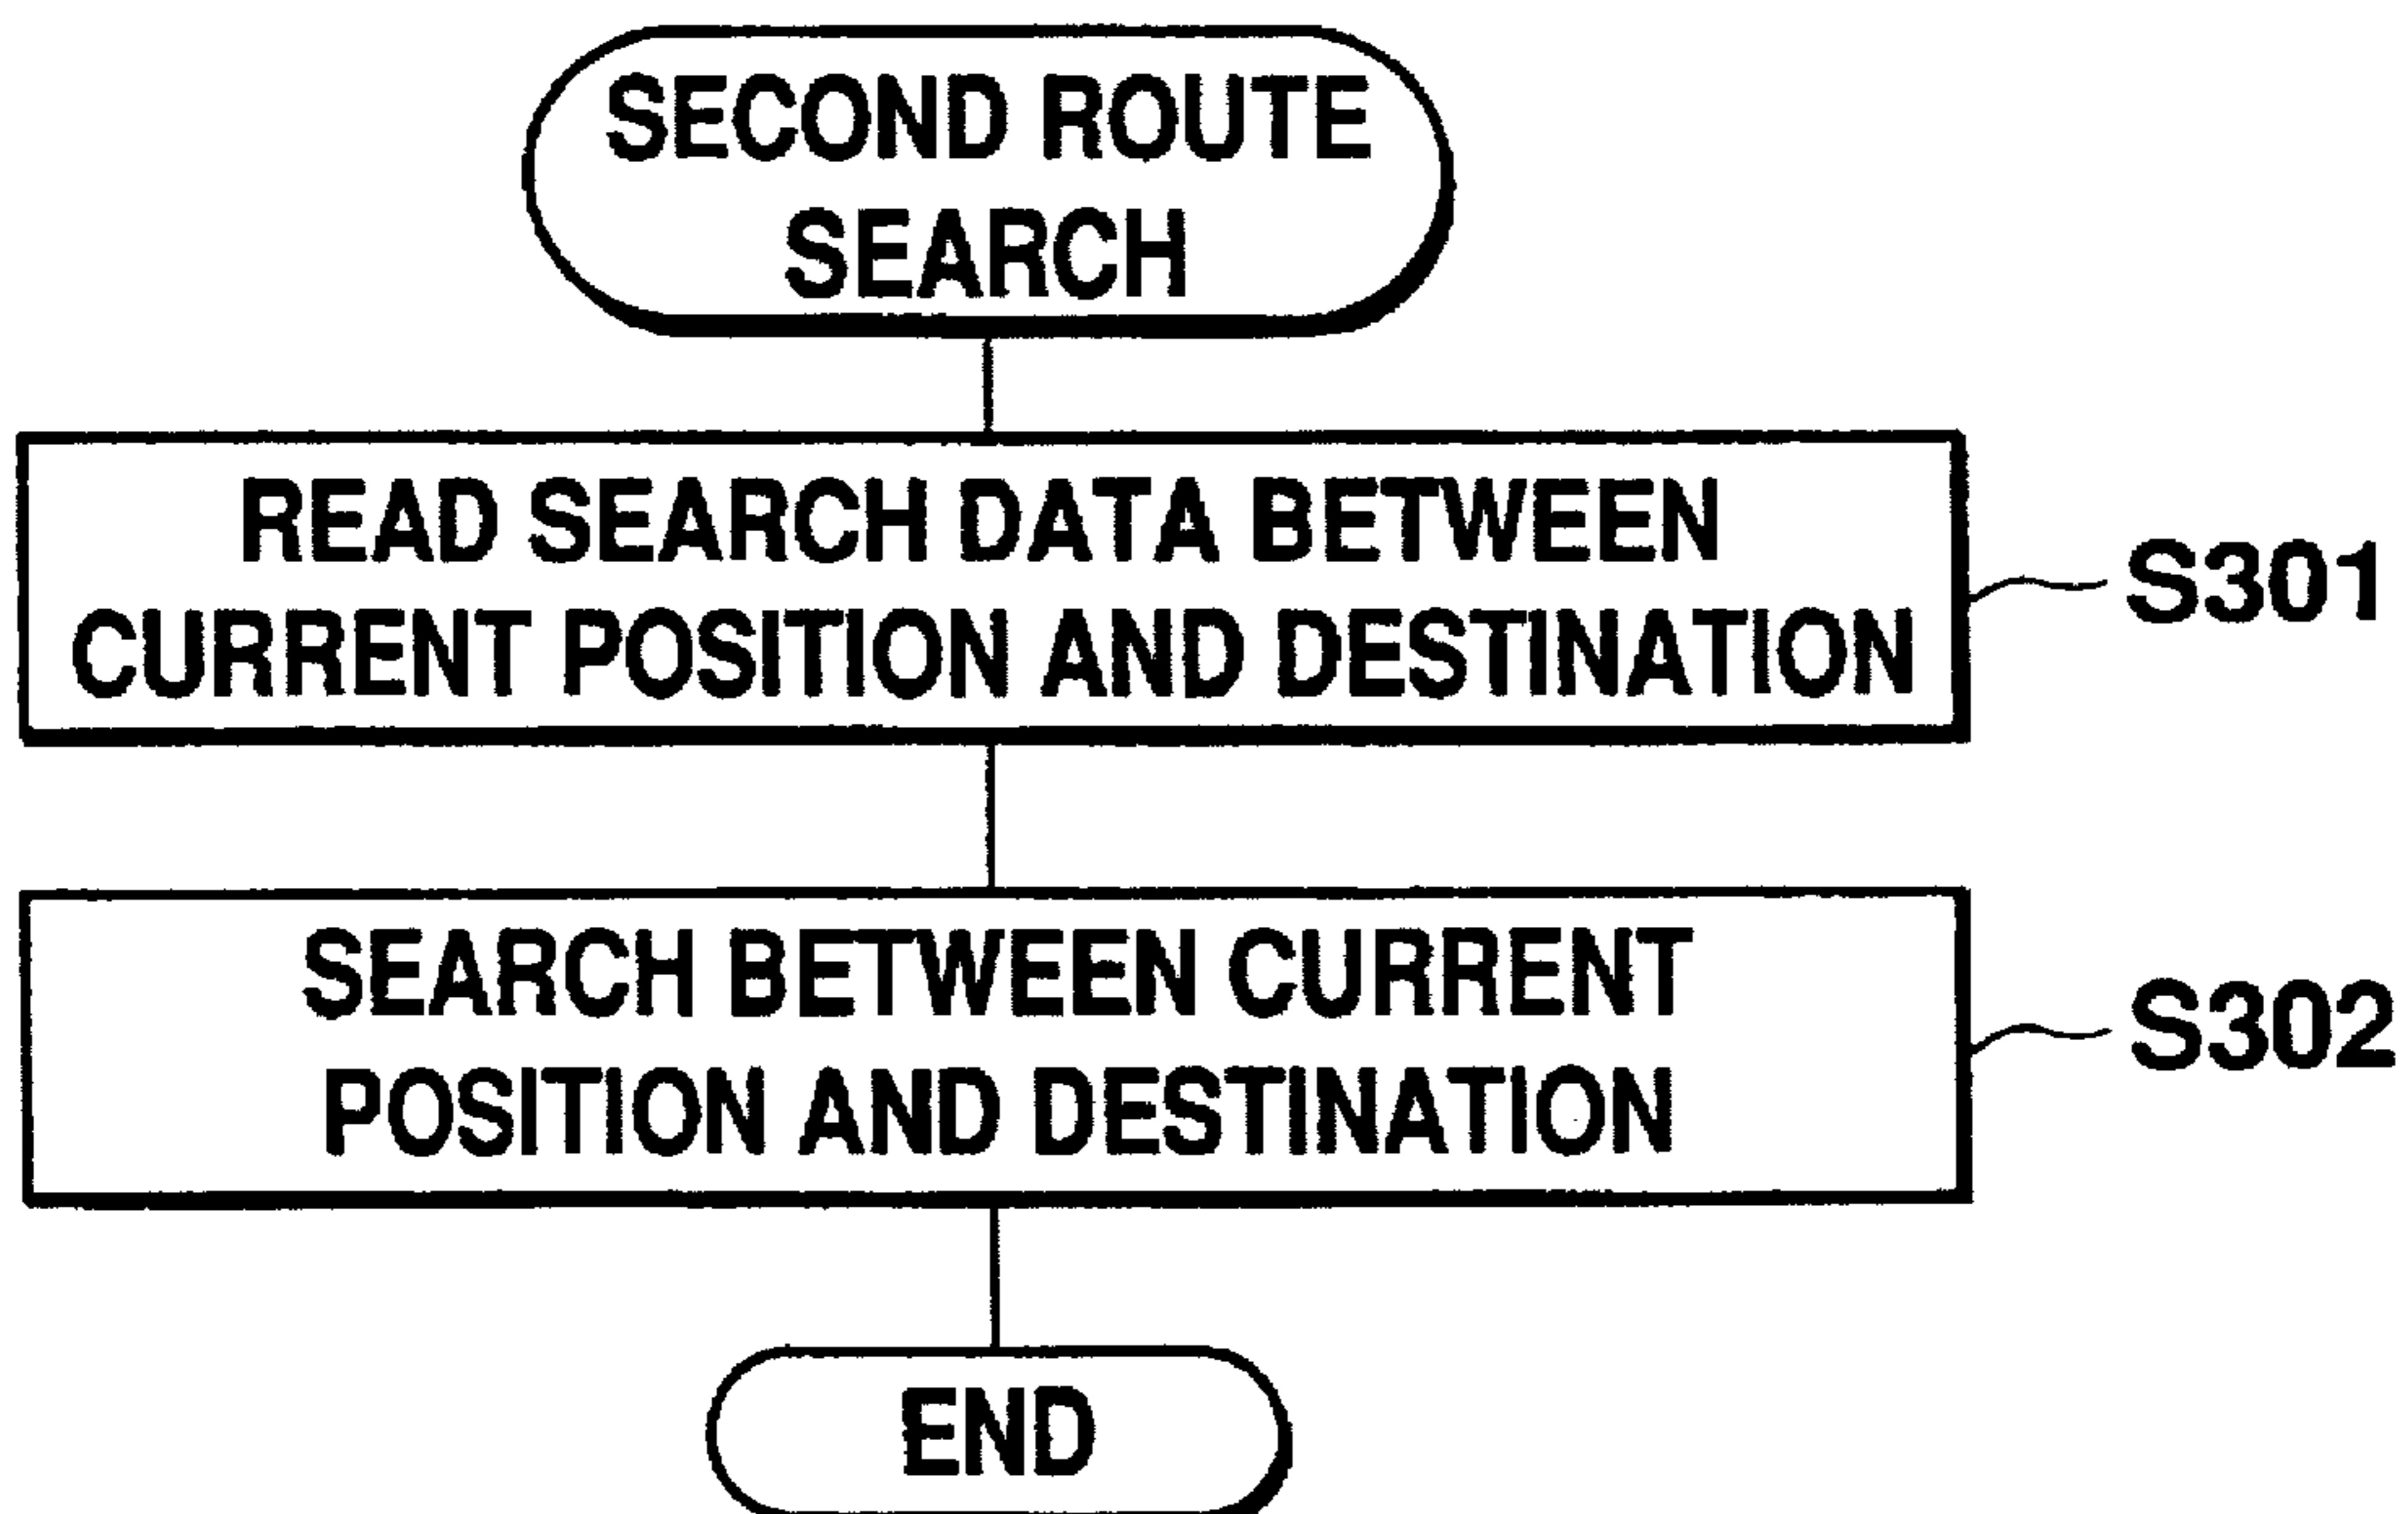 SECOND ROUTE
SEARCH
READ SEARCH DATA BETWEEN
CURRENT POSITION AND DESTINATION
S301
SEARCH BETWEEN CURRENT
POSITION AND DESTINATION
S302
END